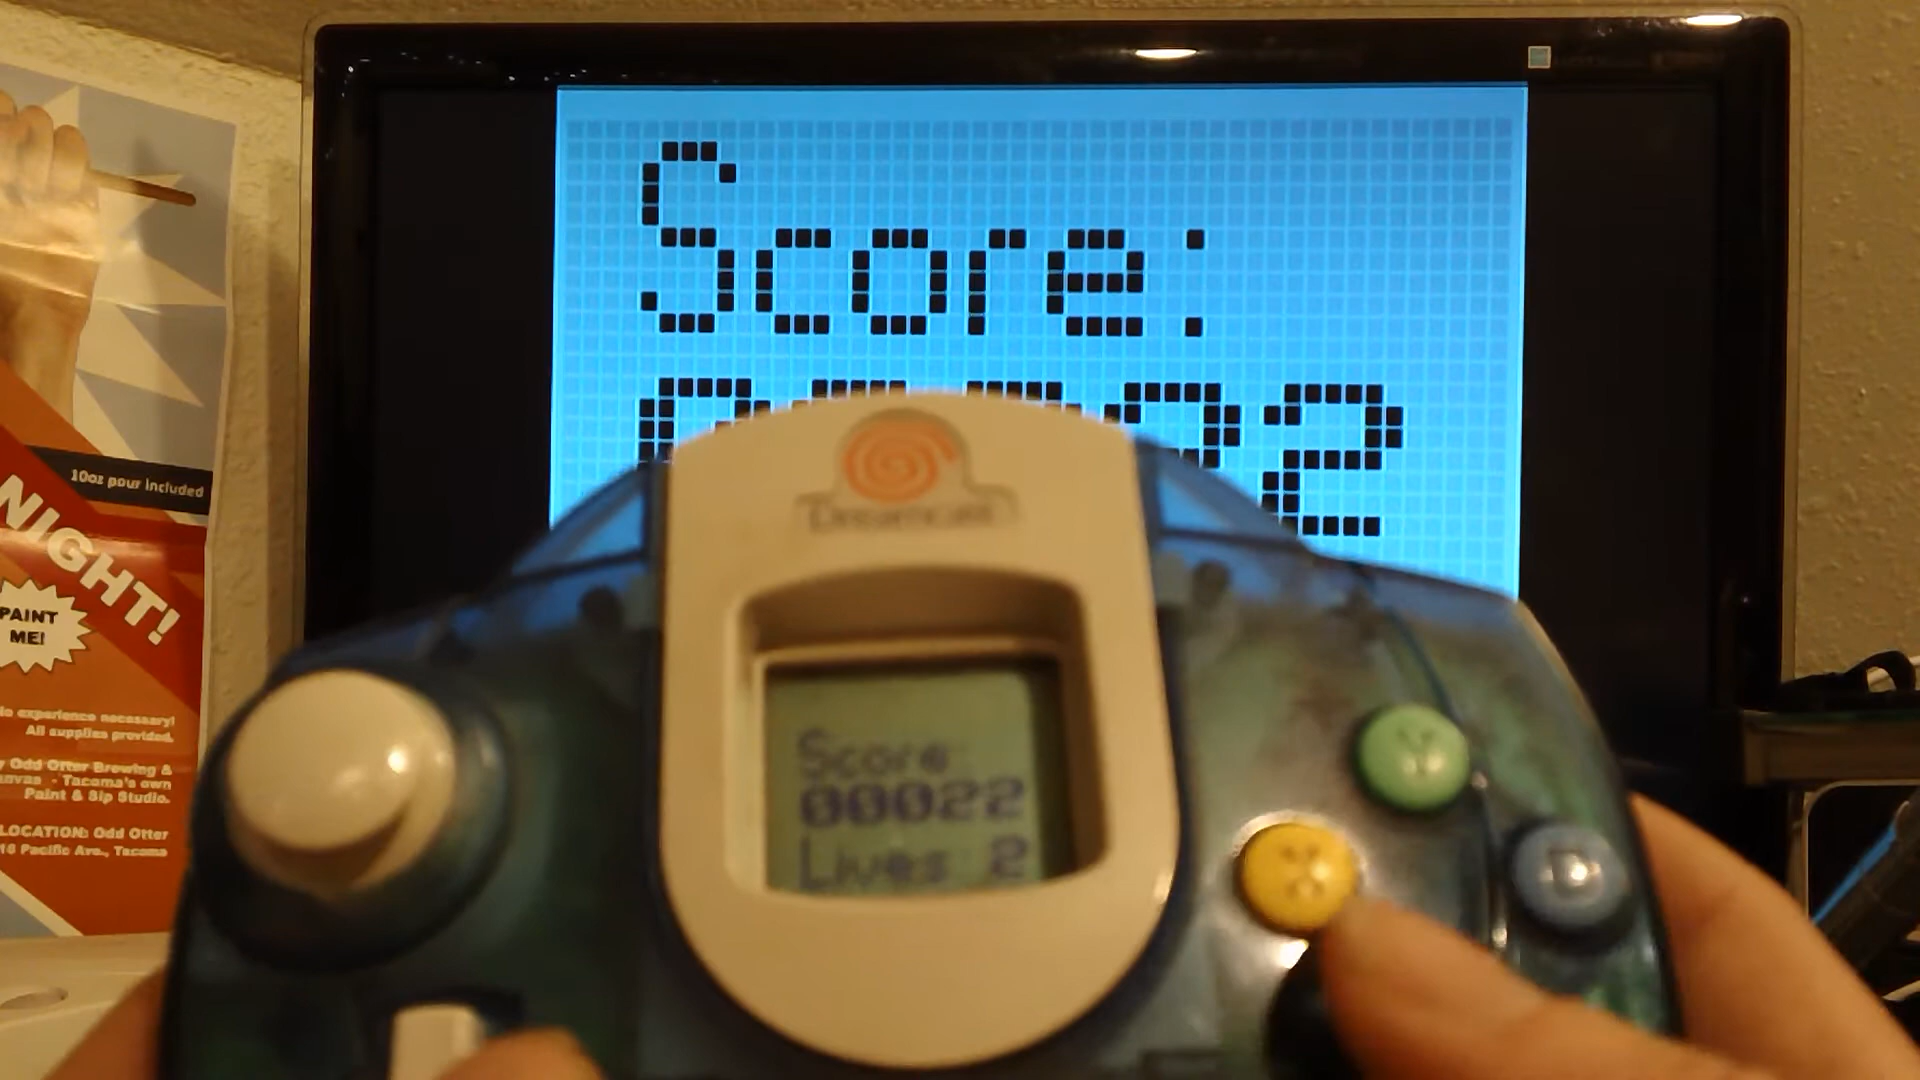 Score:
Dreamcast
Score:
00022
Lives: 2
10oz pour included
NIGHT!
PAINT
ME!
experience necessary!
All supplies provided.
Odd Otter Brewing &
Tacoma's own
Paint & Sip Studio.
LOCATION: Odd Otter
Pacific Ave., Tacoma
Y
X
B